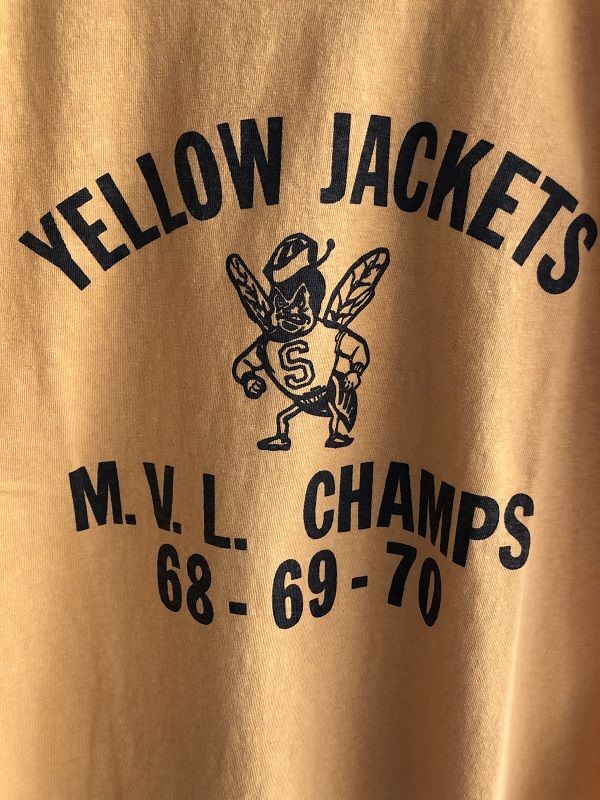 YELLOW JACKETS
S
M.V.L. CHAMPS
68-69-70